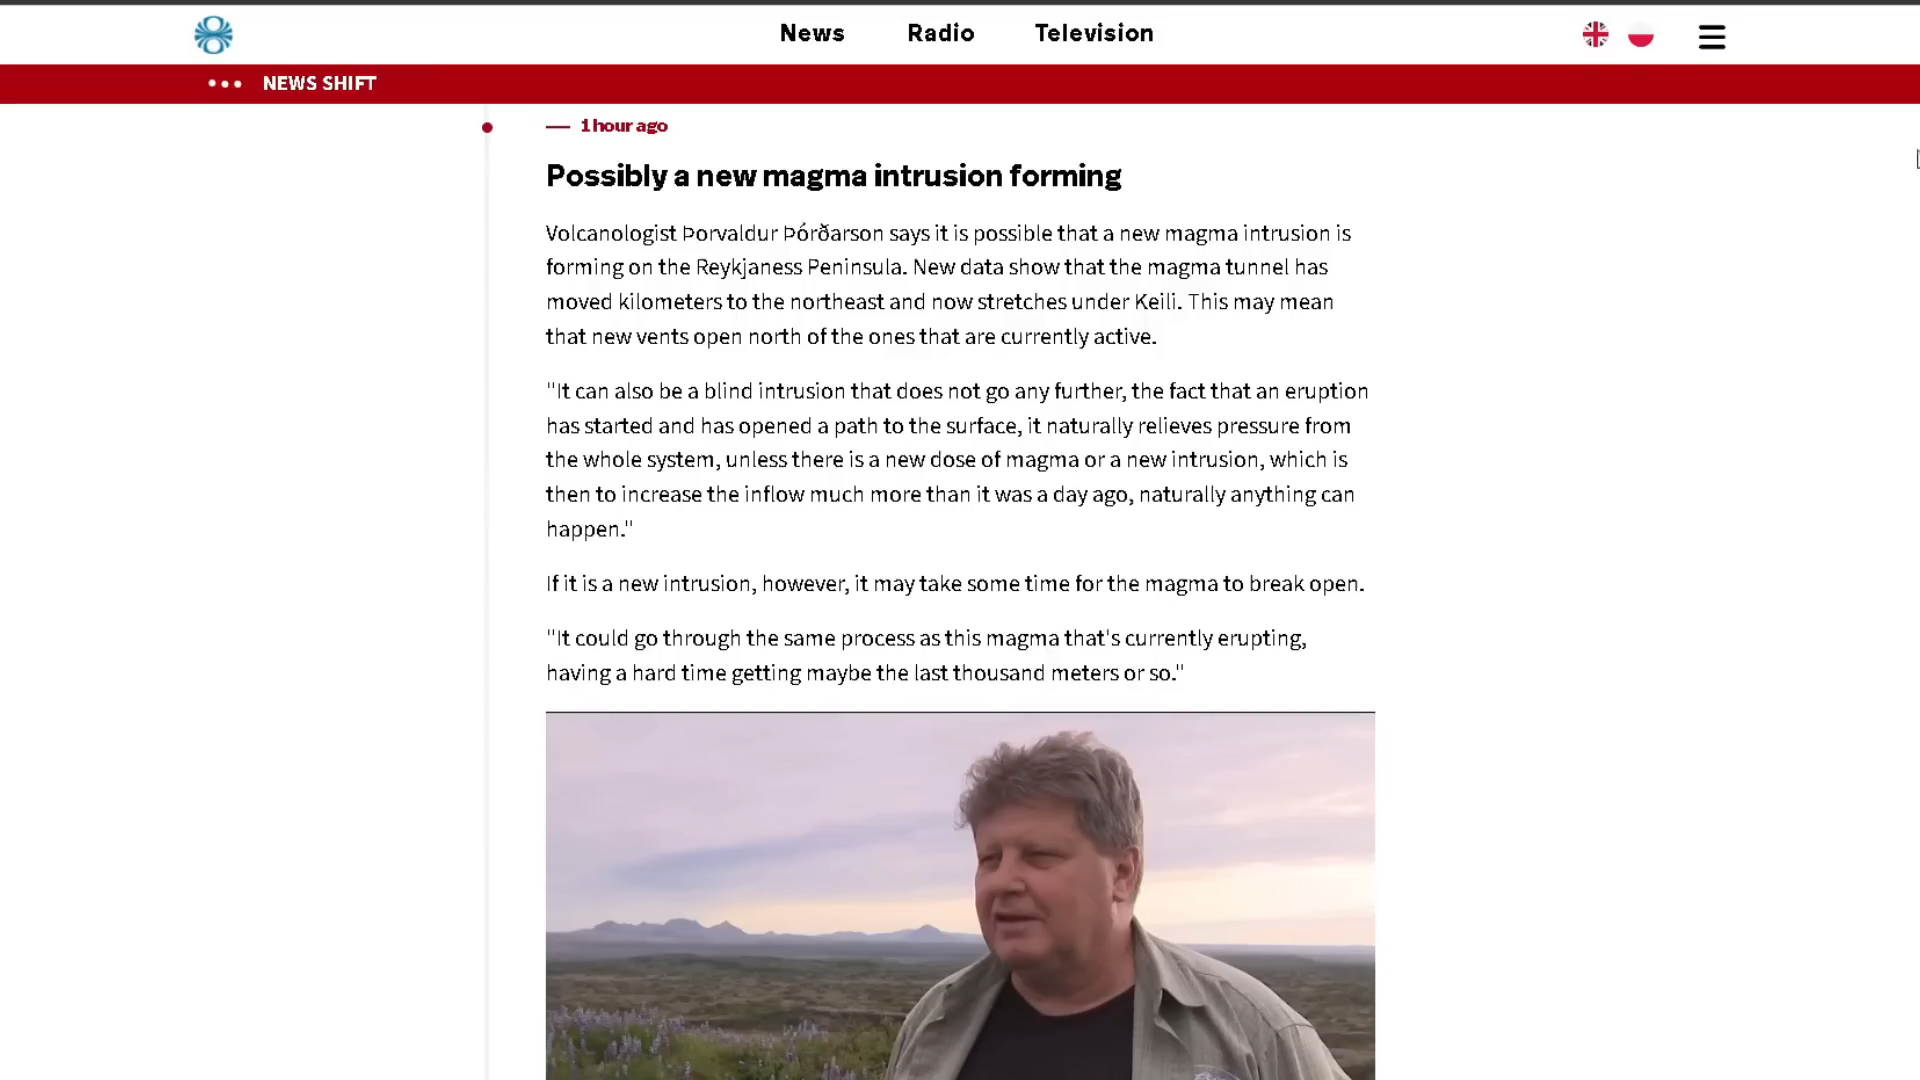 News Radio Television
NEWS SHIFT
1 hour ago
Possibly a new magma intrusion forming
Volcanologist Þorvaldur Þórðarson says it is possible that a new magma intrusion is
forming on the Reykjaness Peninsula. New data show that the magma tunnel has
moved kilometers to the northeast and now stretches under Keili. This may mean
that new vents open north of the ones that are currently active.
"It can also be a blind intrusion that does not go any further, the fact that an eruption
has started and has opened a path to the surface, it naturally relieves pressure from
the whole system, unless there is a new dose of magma or a new intrusion, which is
then to increase the inflow much more than it was a day ago, naturally anything can
happen."
If it is a new intrusion, however, it may take some time for the magma to break open.
"It could go through the same process as this magma that's currently erupting,
having a hard time getting maybe the last thousand meters or so."